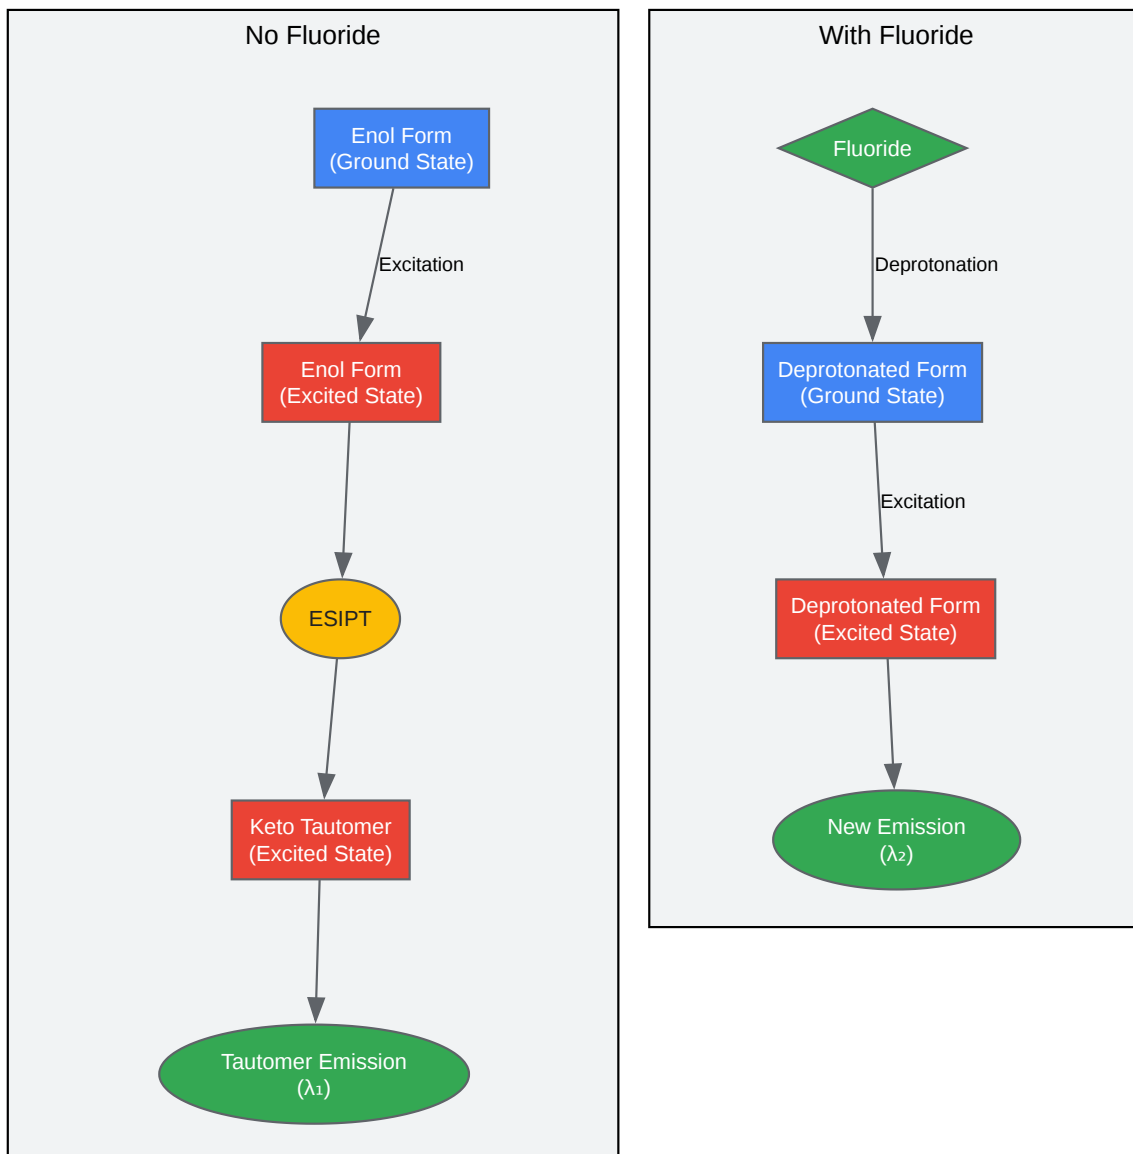 No Fluoride
Enol Form
(Ground State)
Excitation
Enol Form
(Excited State)
ESIPT
Keto Tautomer
(Excited State)
Tautomer Emission
(λ₁)
With Fluoride
Fluoride
Deprotonation
Deprotonated Form
(Ground State)
Excitation
Deprotonated Form
(Excited State)
New Emission
(λ₂)